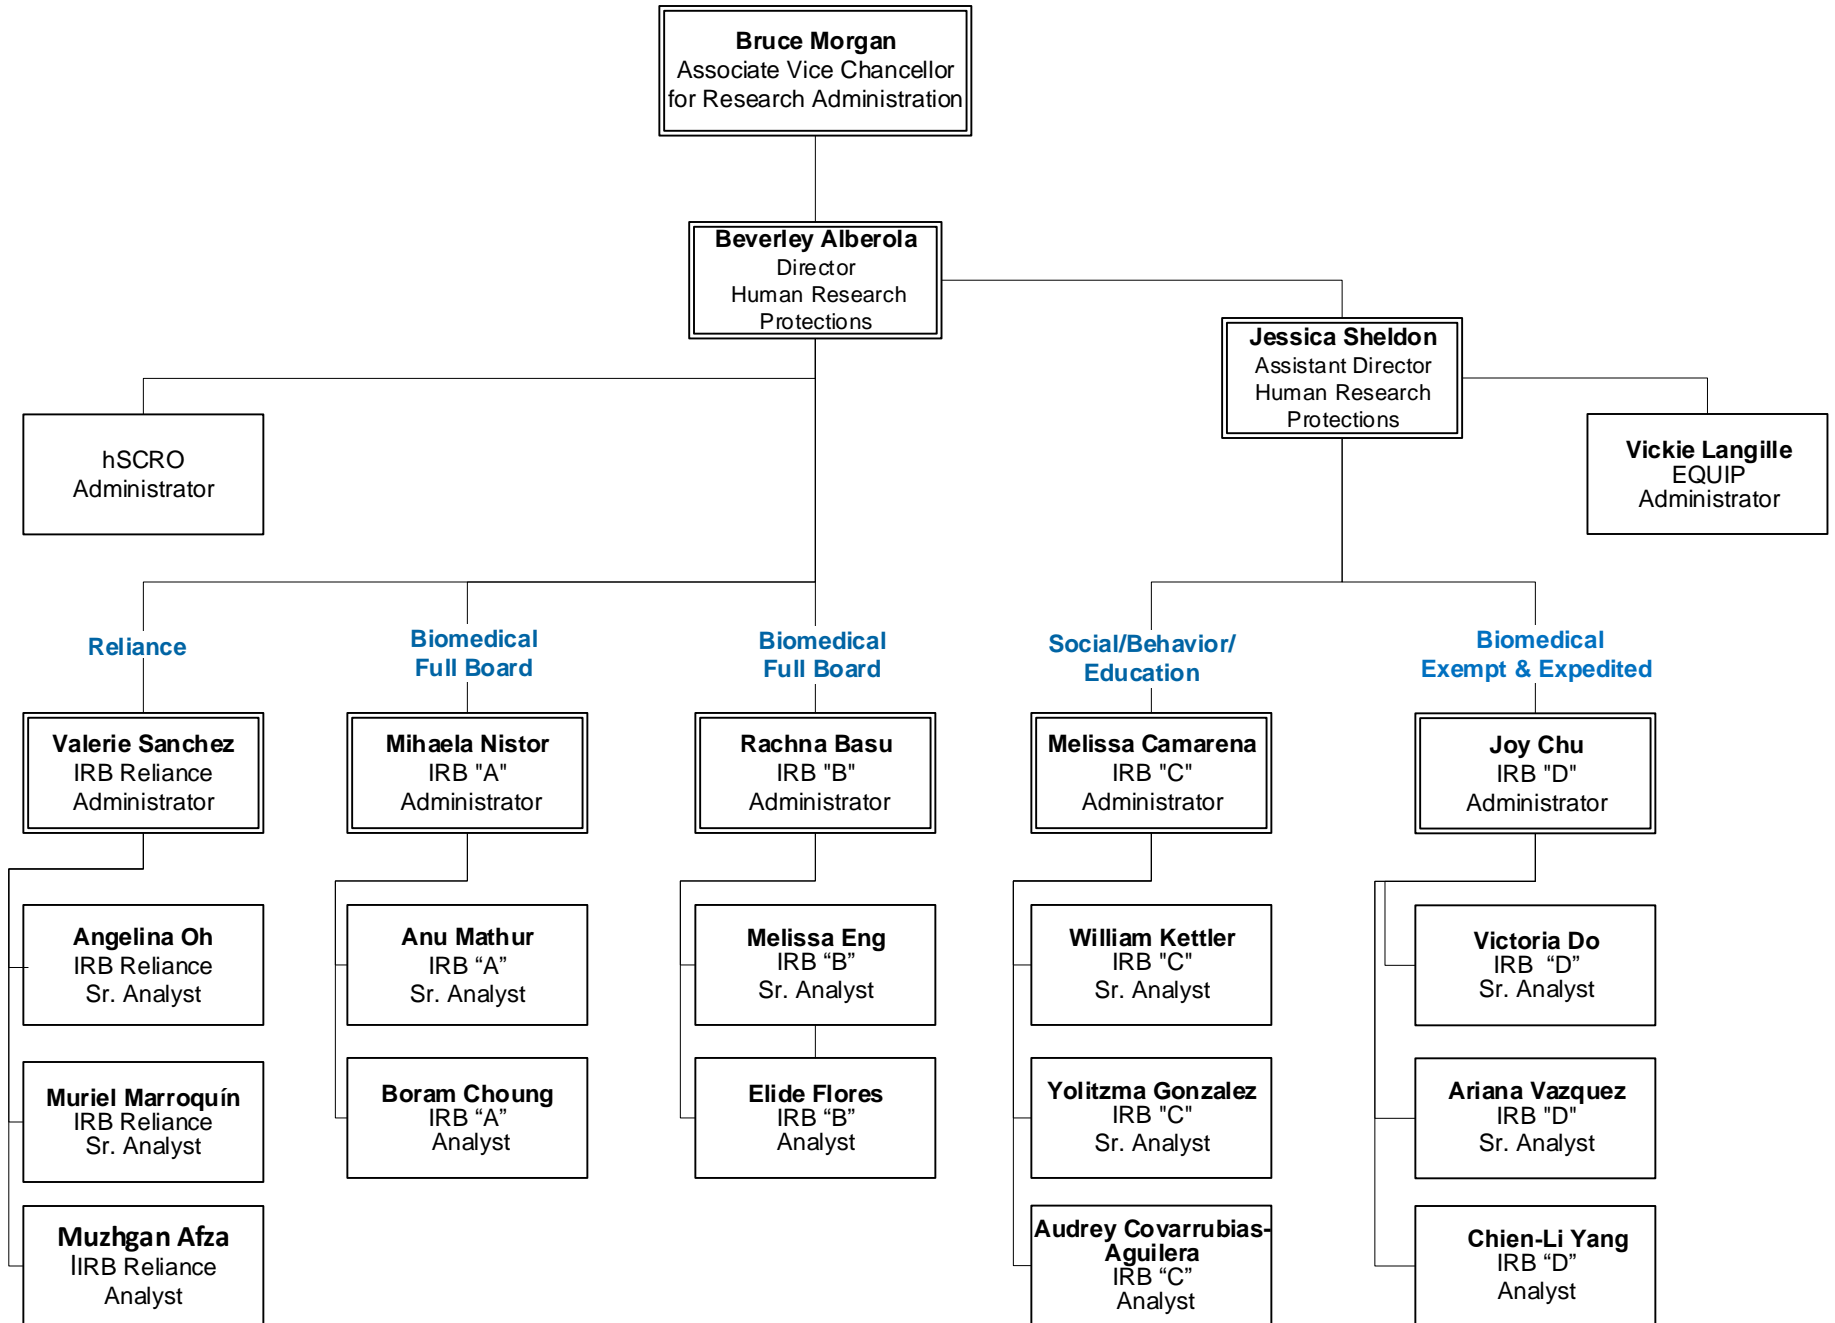 Bruce Morgan
Associate Vice Chancellor
for Research Administration
Beverley Alberola
Director
Human Research
Protections
Jessica Sheldon
Assistant Director
Human Research
Protections
hSCRO
Administrator
Vickie Langille
EQUIP
Administrator
Reliance
Biomedical
Full Board
Biomedical
Full Board
Social/Behavior/
Education
Biomedical
Exempt & Expedited
Valerie Sanchez
IRB Reliance
Administrator
Mihaela Nistor
IRB "A"
Administrator
Rachna Basu
IRB "B"
Administrator
Melissa Camarena
IRB "C"
Administrator
Joy Chu
IRB "D"
Administrator
Angelina Oh
IRB Reliance
Sr. Analyst
Anu Mathur
IRB “A”
Sr. Analyst
Melissa Eng
IRB “B”
Sr. Analyst
William Kettler
IRB "C"
Sr. Analyst
Victoria Do
IRB “D”
Sr. Analyst
Muriel Marroquín
IRB Reliance
Sr. Analyst
Boram Choung
IRB “A”
Analyst
Elide Flores
IRB “B”
Analyst
Yolitzma Gonzalez
IRB "C"
Sr. Analyst
Ariana Vazquez
IRB "D"
Sr. Analyst
Muzhgan Afza
IIRB Reliance
Analyst
Audrey Covarrubias-
Aguilera
IRB “C”
Analyst
Chien-Li Yang
IRB “D”
Analyst